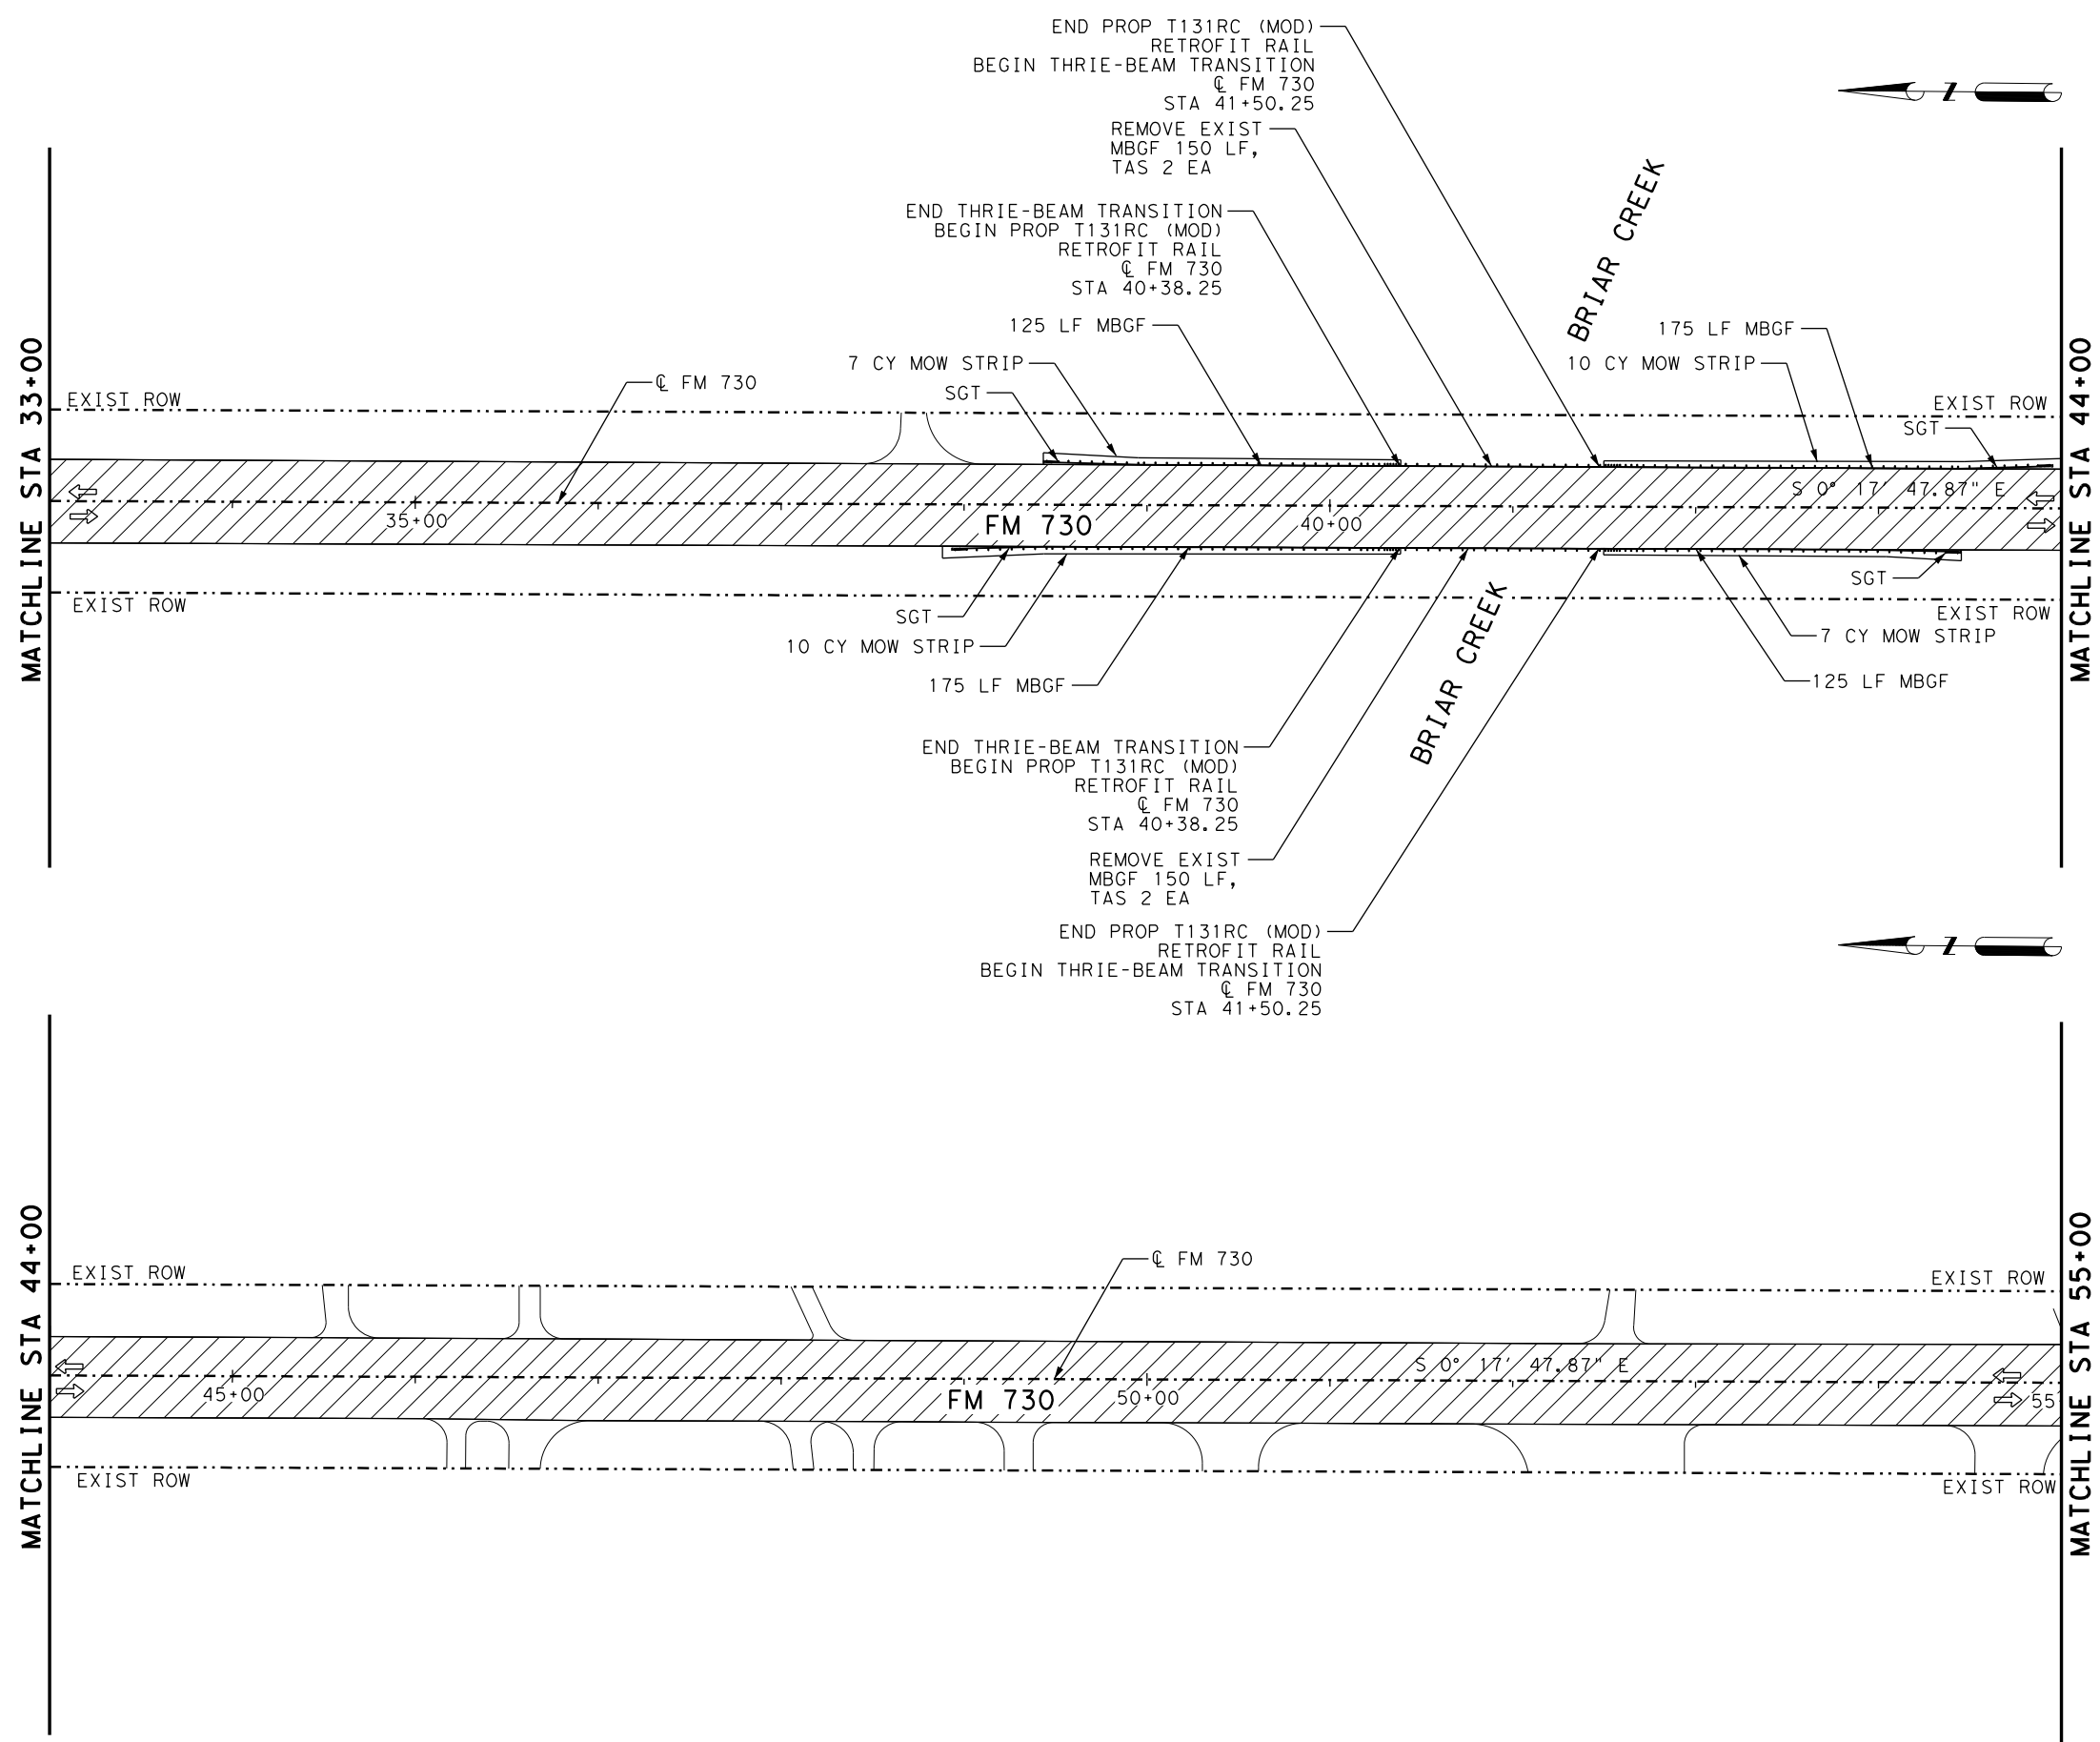 END PROP T131RC (MOD)
RETROFIT RAIL
BEGIN THRIE-BEAM TRANSITION
℄ FM 730
STA 41+50.25
Z
REMOVE EXIST
MBGF 150 LF,
TAS 2 EA
END THRIE-BEAM TRANSITION
BEGIN PROP T131RC (MOD)
RETROFIT RAIL
℄ FM 730
STA 40+38.25
BRIAR CREEK
125 LF MBGF
175 LF MBGF
7 CY MOW STRIP
10 CY MOW STRIP
SGT
℄ FM 730
EXIST ROW
EXIST ROW
SGT
MATCHLINE STA 33+00
MATCHLINE STA 44+00
S 0° 17' 47.87" E
35+00
FM 730
40+00
EXIST ROW
SGT
EXIST ROW
SGT
10 CY MOW STRIP
7 CY MOW STRIP
175 LF MBGF
125 LF MBGF
BRIAR CREEK
END THRIE-BEAM TRANSITION
BEGIN PROP T131RC (MOD)
RETROFIT RAIL
℄ FM 730
STA 40+38.25
REMOVE EXIST
MBGF 150 LF,
TAS 2 EA
END PROP T131RC (MOD)
RETROFIT RAIL
BEGIN THRIE-BEAM TRANSITION
℄ FM 730
STA 41+50.25
Z
℄ FM 730
EXIST ROW
EXIST ROW
MATCHLINE STA 44+00
MATCHLINE STA 55+00
S 0° 17' 47.87" E
45+00
FM 730
50+00
55
EXIST ROW
EXIST ROW